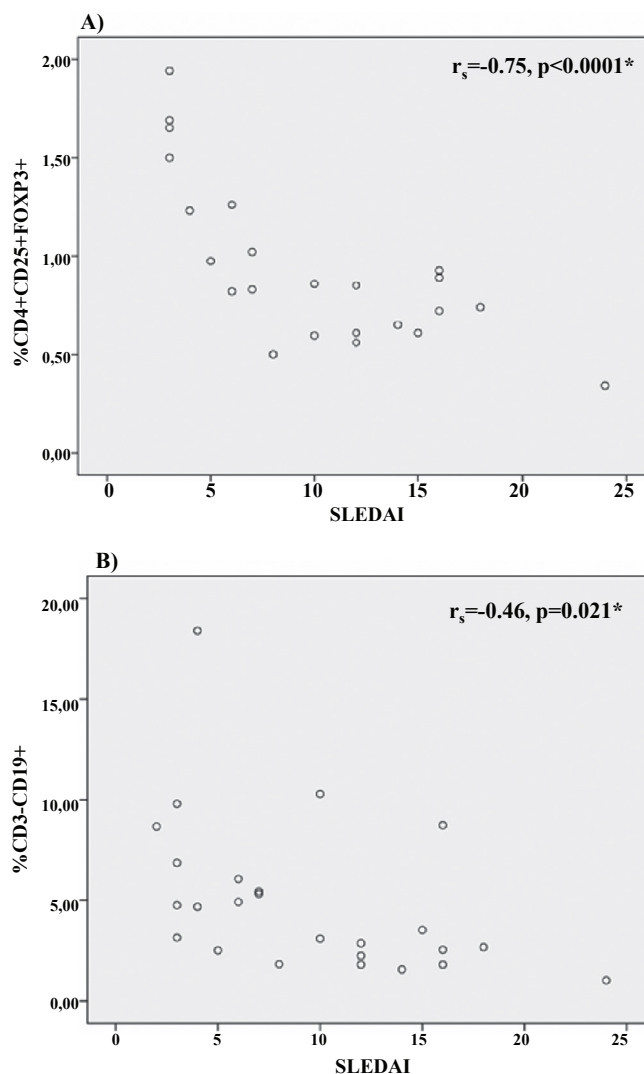 A)
r_s=-0.75, p<0.0001*
%CD4+CD25+FOXP3+
2,00
1,50
1,00
0,50
0,00
0 5 10 15 20 25
SLEDAI
B)
r_s=-0.46, p=0.021*
%CD3-CD19+
20,00
15,00
10,00
5,00
0,00
0 5 10 15 20 25
SLEDAI